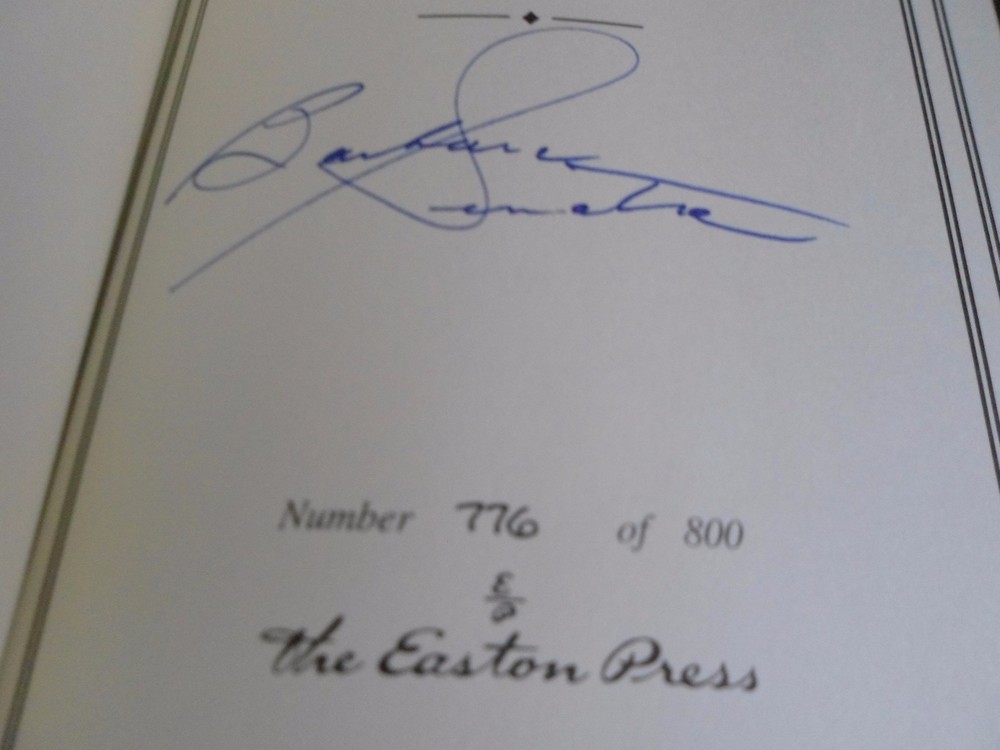 Barbara
Sinatra
Number 776 of 800
E/P
the Easton Press